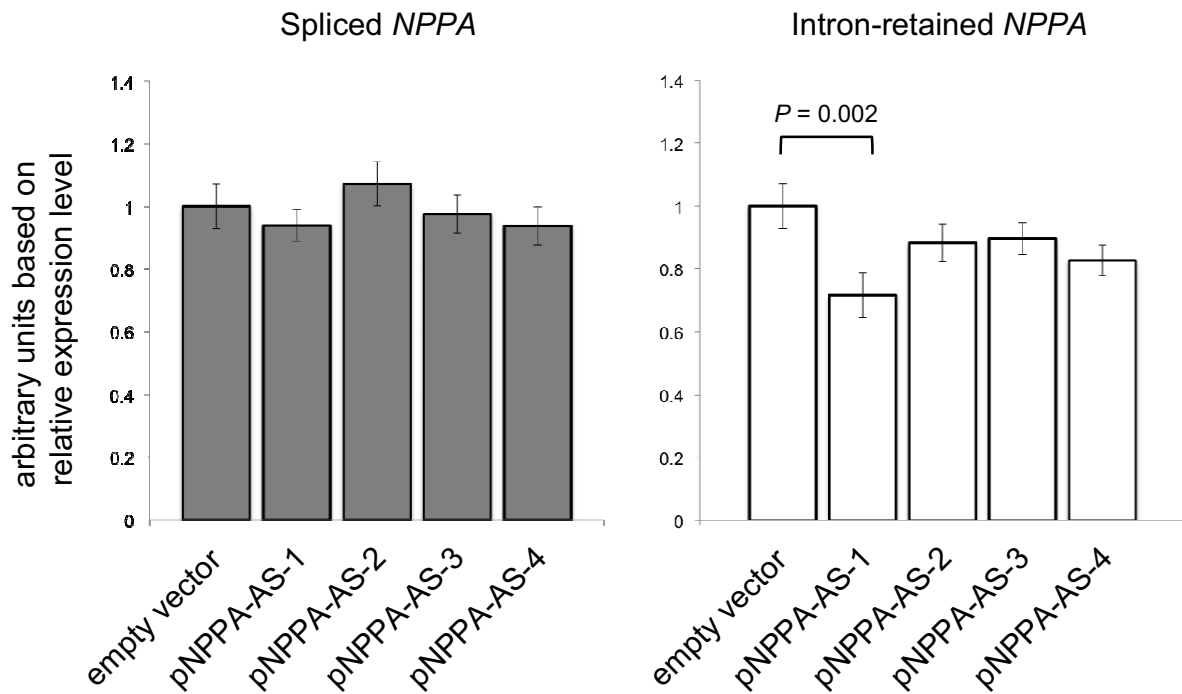 Spliced NPPA
arbitrary units based on
relative expression level
1.4
1.2
1
0.8
0.6
0.4
0.2
0
empty vector
pNPPA-AS-1
pNPPA-AS-2
pNPPA-AS-3
pNPPA-AS-4
Intron-retained NPPA
P = 0.002
1.4
1.2
1
0.8
0.6
0.4
0.2
0
empty vector
pNPPA-AS-1
pNPPA-AS-2
pNPPA-AS-3
pNPPA-AS-4